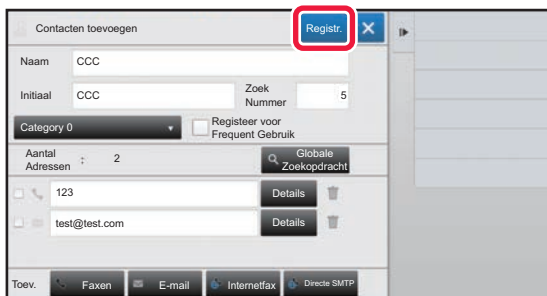 Contacten toevoegen
Registr.
Naam
CCC
Initiaal
CCC
Zoek
Nummer
5
Category 0
Registeer voor
Frequent Gebruik
Aantal
Adressen
:
2
Globale
Zoekopdracht
123
Details
test@test.com
Details
Toev.
Faxen
E-mail
Internetfax
Directe SMTP